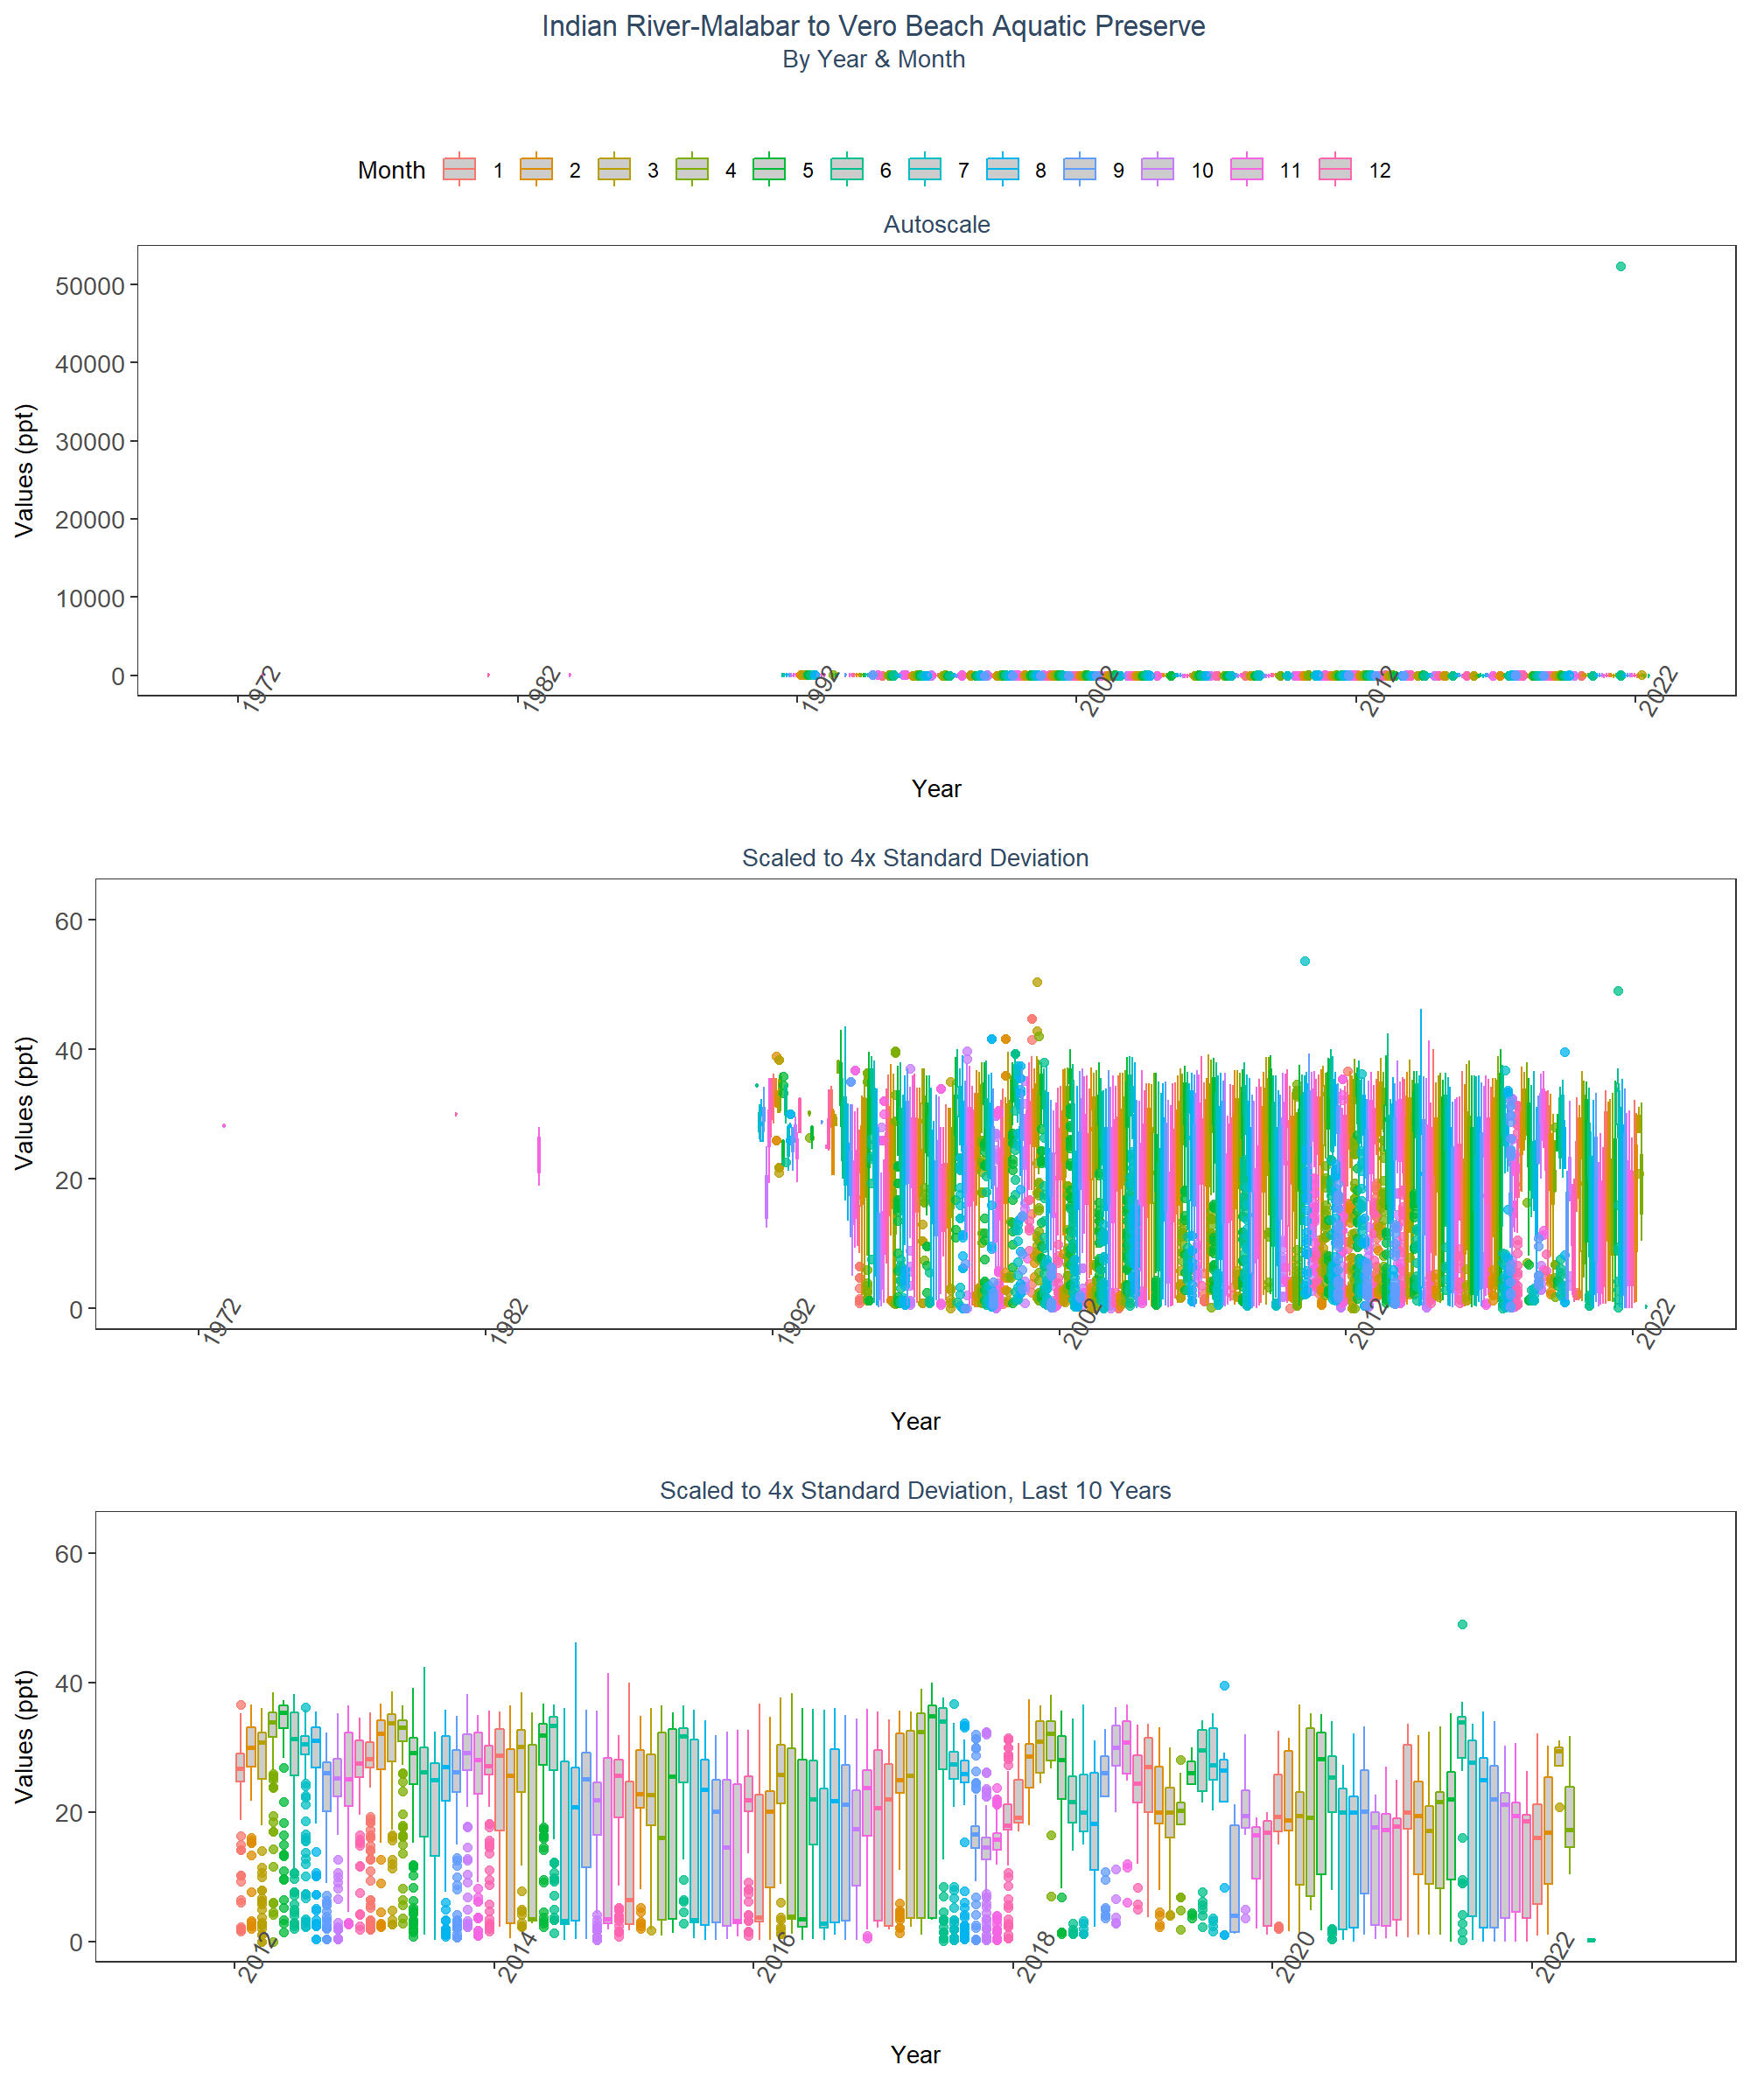 Indian River-Malabar to Vero Beach Aquatic Preserve
By Year & Month
Month 1 2 3 4 5 6 7 8 9 10 11 12
Autoscale
Values (ppt)
50000
40000
30000
20000
10000
0
1972 1982 1992 2002 2012 2022
Year
Scaled to 4x Standard Deviation
Values (ppt)
60
40
20
0
1972 1982 1992 2002 2012 2022
Year
Scaled to 4x Standard Deviation, Last 10 Years
Values (ppt)
60
40
20
0
2012 2014 2016 2018 2020 2022
Year